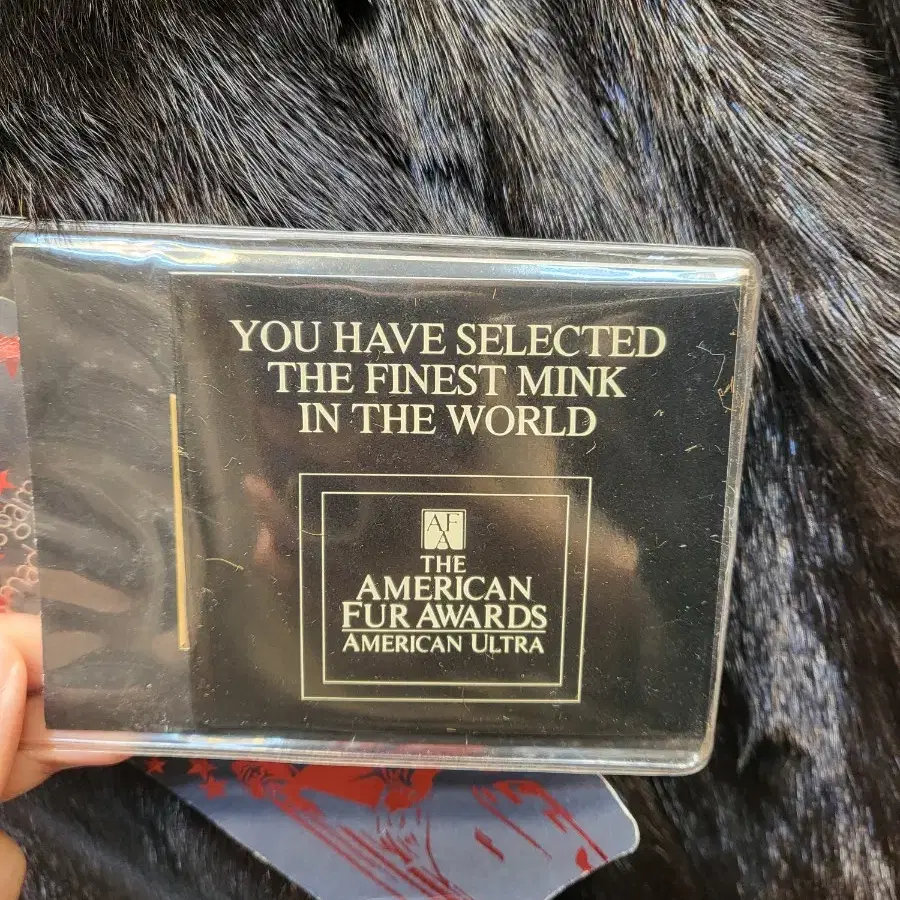 YOU HAVE SELECTED
THE FINEST MINK
IN THE WORLD
AFA
THE
AMERICAN
FUR AWARDS
AMERICAN ULTRA